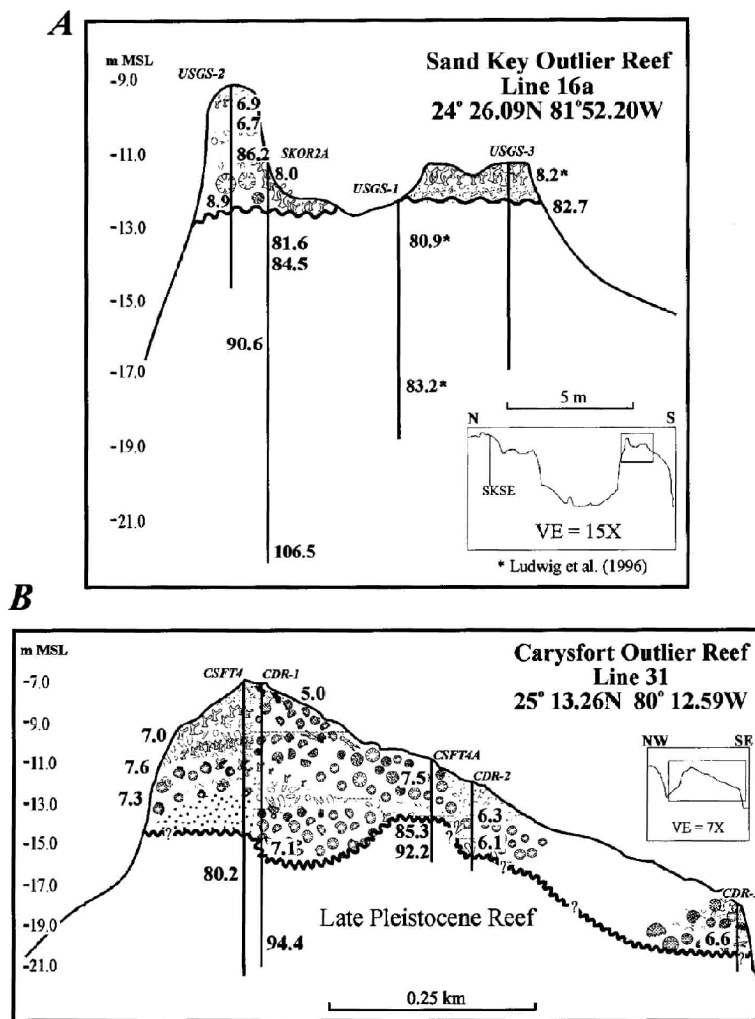 A
m MSL
Sand Key Outlier Reef
Line 16a
24° 26.09N 81°52.20W
-9.0
-11.0
-13.0
-15.0
-17.0
-19.0
-21.0
USGS-2
6.9
6.7
86.2
SKOR2A
8.0
8.9
USGS-1
USGS-3
8.2*
82.7
81.6
84.5
80.9*
90.6
83.2*
106.5
5 m
N S
SKSE
VE = 15X
* Ludwig et al. (1996)
B
m MSL
Carysfort Outlier Reef
Line 31
25° 13.26N 80° 12.59W
-7.0
-9.0
-11.0
-13.0
-15.0
-17.0
-19.0
-21.0
CSFT4 CDR-1
5.0
7.0
7.6
7.3
CSFT4A
7.5
CDR-2
6.3
6.1
7.1
85.3
92.2
80.2
94.4
Late Pleistocene Reef
6.6
? ? ? ? ?
0.25 km
NW SE
VE = 7X